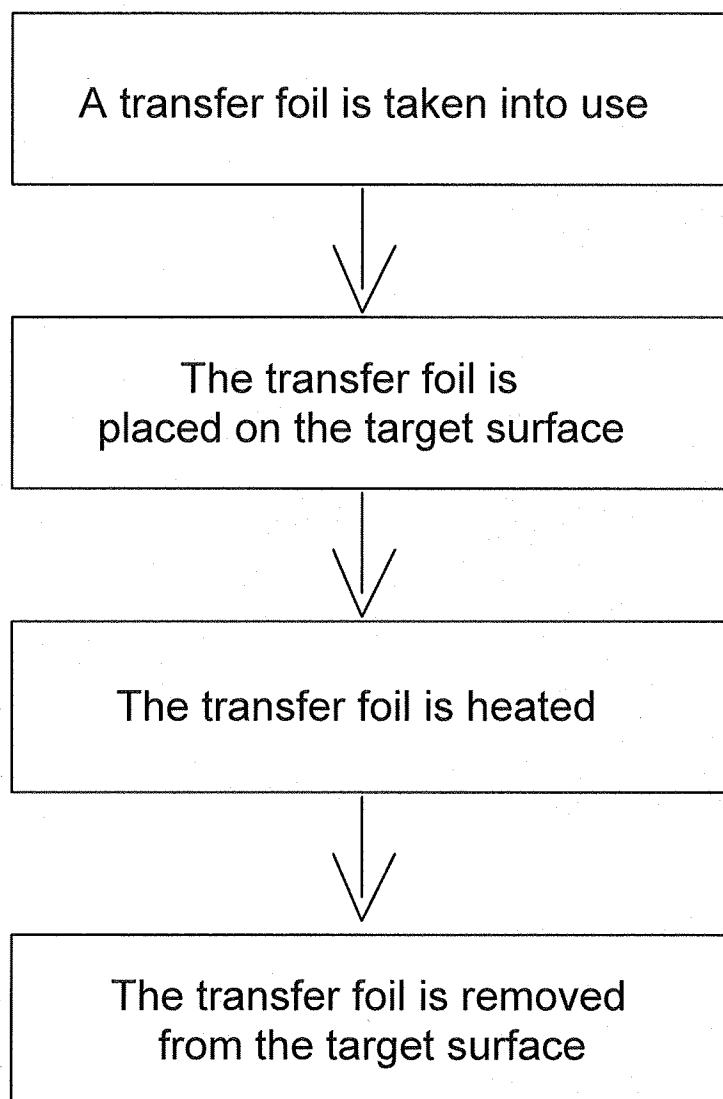 A transfer foil is taken into use
The transfer foil is
placed on the target surface
The transfer foil is heated
The transfer foil is removed
from the target surface